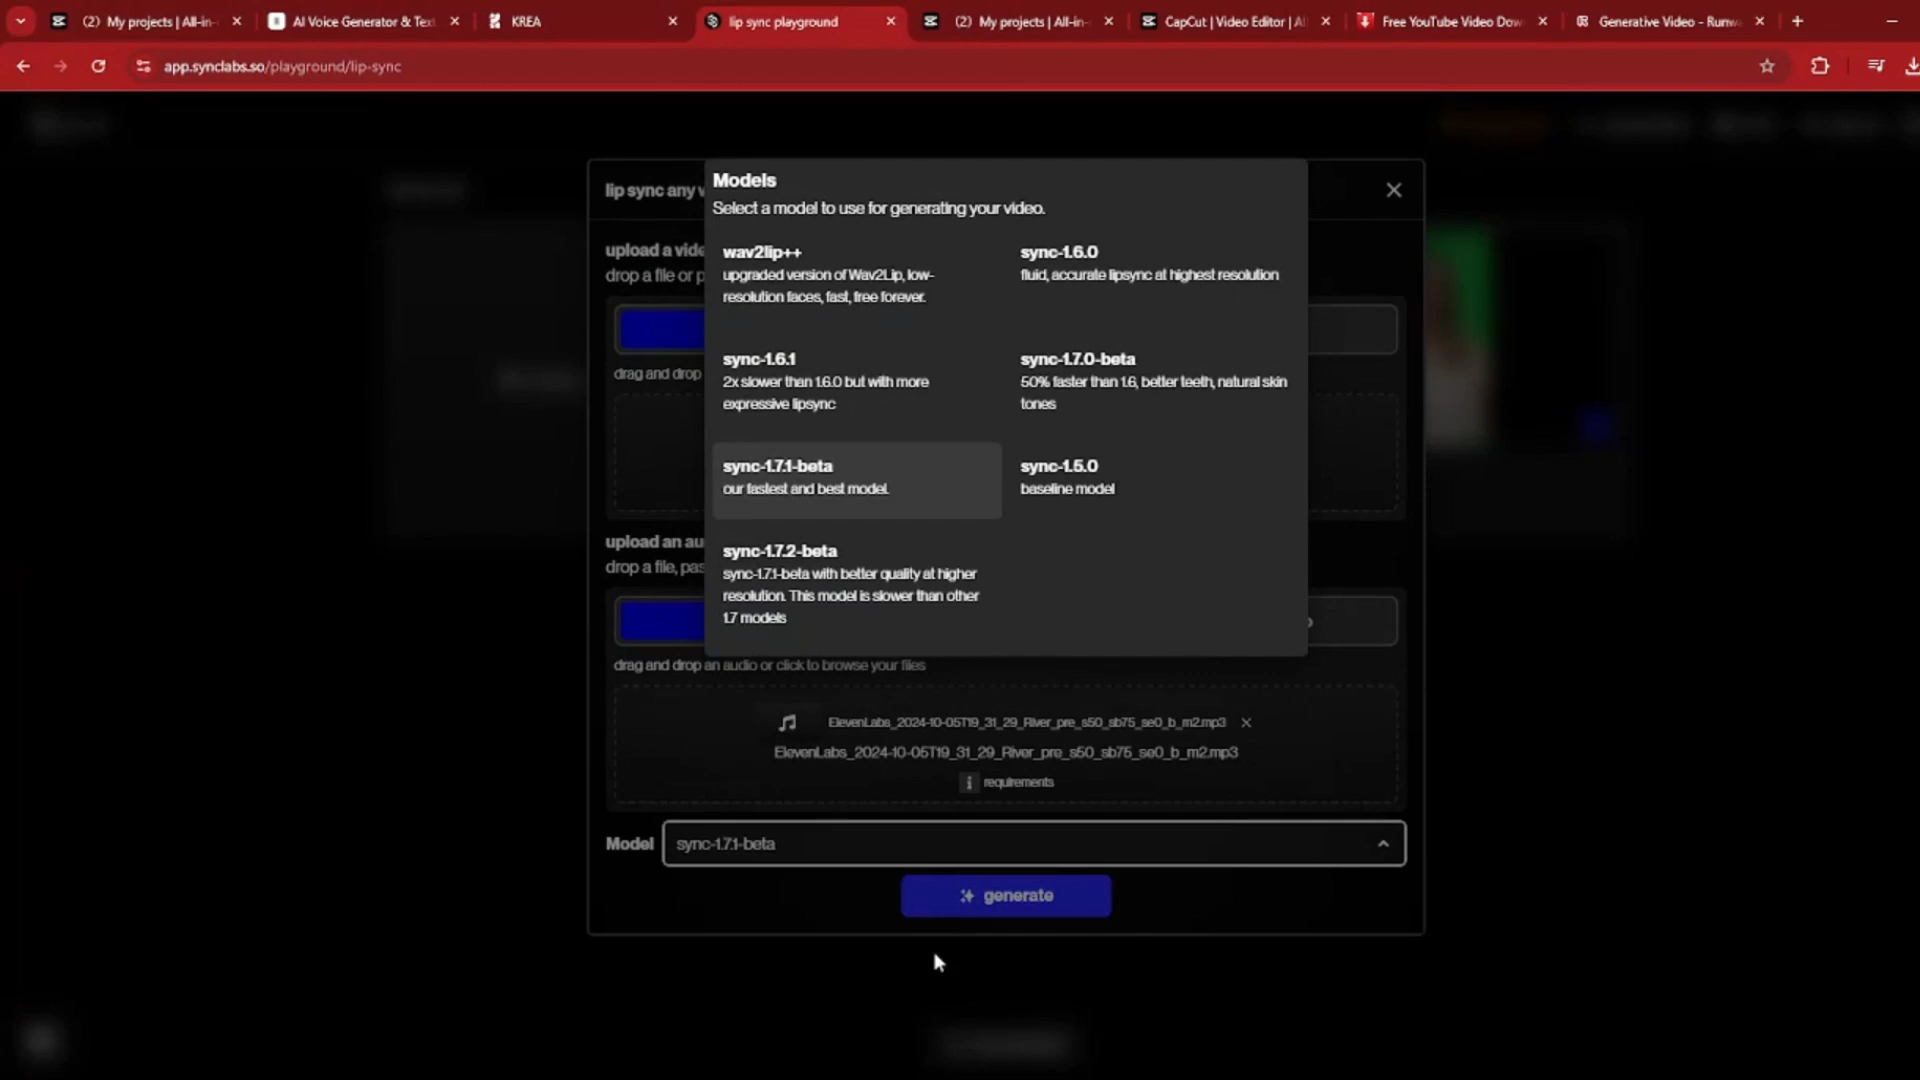 (2) My projects | All-in-
AI Voice Generator & Text
KREA
lip sync playground
(2) My projects | All-in-
CapCut | Video Editor | AI
Free YouTube Video Dow
Generative Video - Runw
app.synclabs.so/playground/lip-sync
lip sync any v
Models
Select a model to use for generating your video.
upload a vide
drop a file or p
wav2lip++
upgraded version of Wav2Lip, low-
resolution faces, fast, free forever.
sync-1.6.0
fluid, accurate lipsync at highest resolution
drag and drop
sync-1.6.1
2x slower than 1.6.0 but with more
expressive lipsync
sync-1.7.0-beta
50% faster than 1.6, better teeth, natural skin
tones
sync-1.7.1-beta
our fastest and best model.
sync-1.5.0
baseline model
upload an au
drop a file, pas
sync-1.7.2-beta
sync-1.7.1-beta with better quality at higher
resolution. This model is slower than other
1.7 models
drag and drop an audio or click to browse your files
ElevenLabs_2024-10-05T19_31_29_River_pre_s50_sb75_se0_b_m2.mp3
ElevenLabs_2024-10-05T19_31_29_River_pre_s50_sb75_se0_b_m2.mp3
i requirements
Model
sync-1.7.1-beta
generate